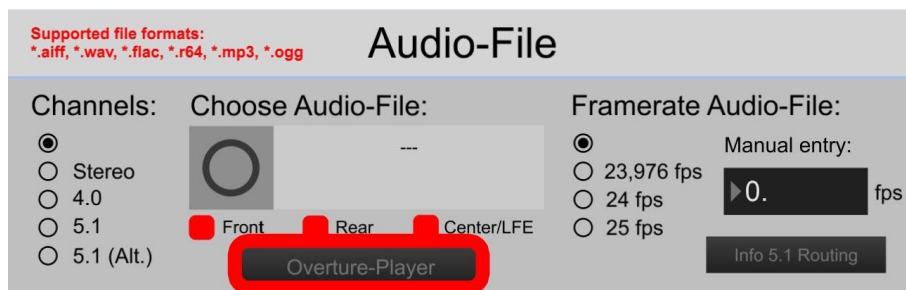 Supported file formats:
*.aiff, *.wav, *.flac, *.r64, *.mp3, *.ogg
Audio-File
Channels:
Stereo
4.0
5.1
5.1 (Alt.)
Choose Audio-File:
---
Front Rear Center/LFE
Overture-Player
Framerate Audio-File:
23,976 fps
24 fps
25 fps
Manual entry:
0. fps
Info 5.1 Routing